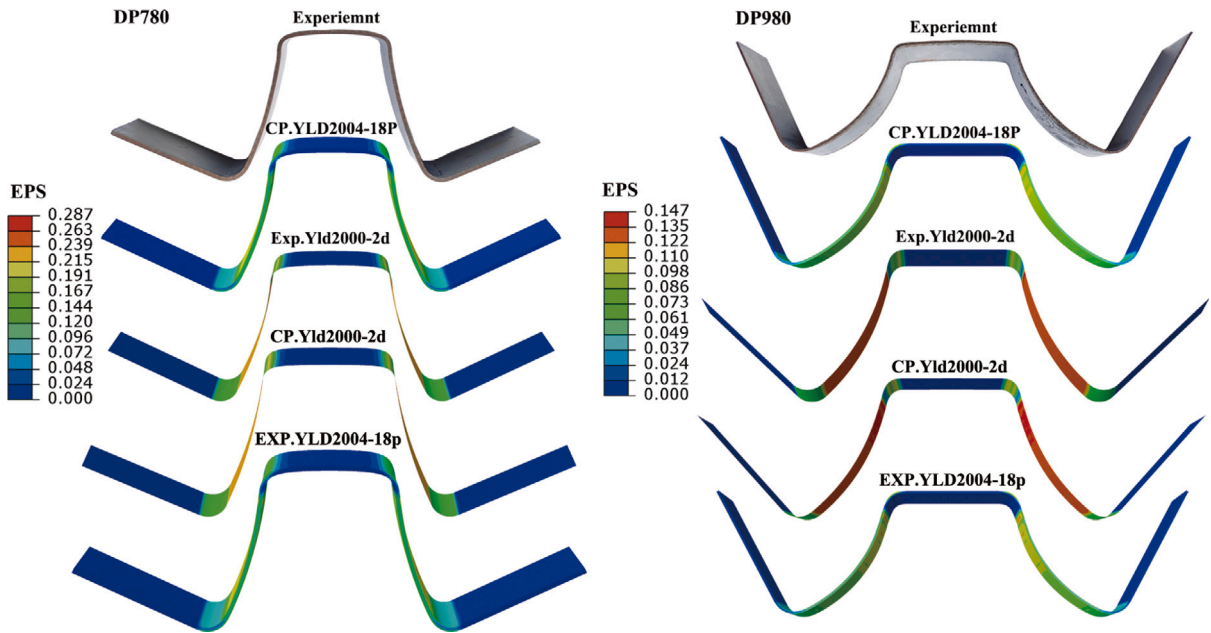 DP780
Experiemnt
CP.YLD2004-18P
EPS
0.287
0.263
0.239
0.215
0.191
0.167
0.144
0.120
0.096
0.072
0.048
0.024
0.000
Exp.Yld2000-2d
CP.Yld2000-2d
EXP.YLD2004-18p
DP980
Experiemnt
CP.YLD2004-18P
EPS
0.147
0.135
0.122
0.110
0.098
0.086
0.073
0.061
0.049
0.037
0.024
0.012
0.000
Exp.Yld2000-2d
CP.Yld2000-2d
EXP.YLD2004-18p